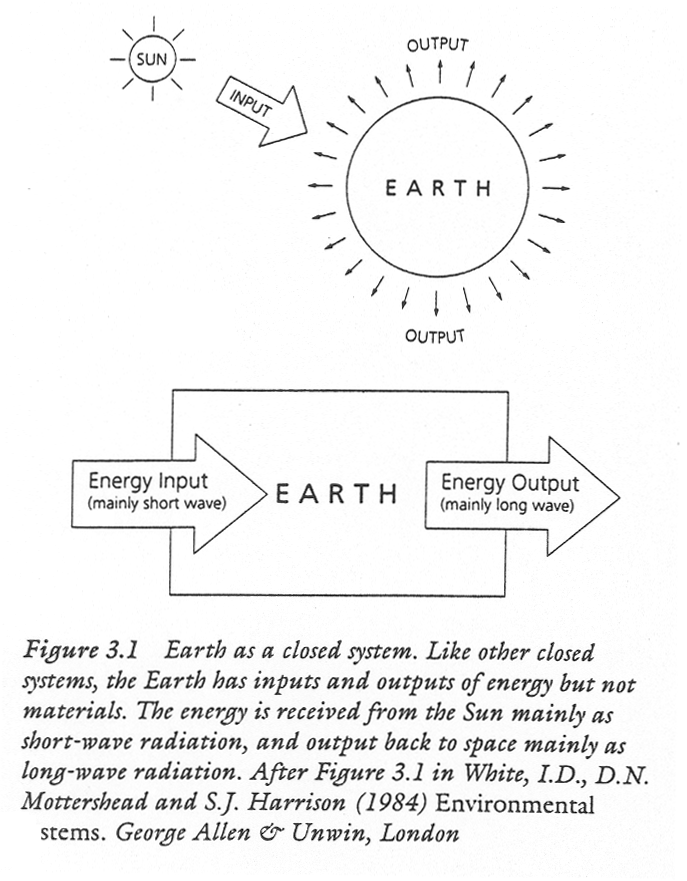 SUN
INPUT
OUTPUT
EARTH
OUTPUT
Energy Input
(mainly short wave)
EARTH
Energy Output
(mainly long wave)
Figure 3.1 Earth as a closed system. Like other closed
systems, the Earth has inputs and outputs of energy but not
materials. The energy is received from the Sun mainly as
short-wave radiation, and output back to space mainly as
long-wave radiation. After Figure 3.1 in White, I.D., D.N.
Mottershead and S.J. Harrison (1984) Environmental
stems. George Allen & Unwin, London